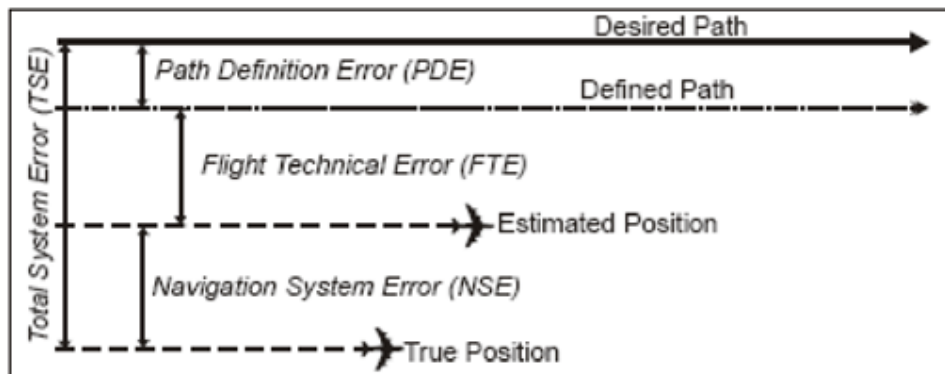 Desired Path
Path Definition Error (PDE)
Defined Path
Total System Error (TSE)
Flight Technical Error (FTE)
Estimated Position
Navigation System Error (NSE)
True Position